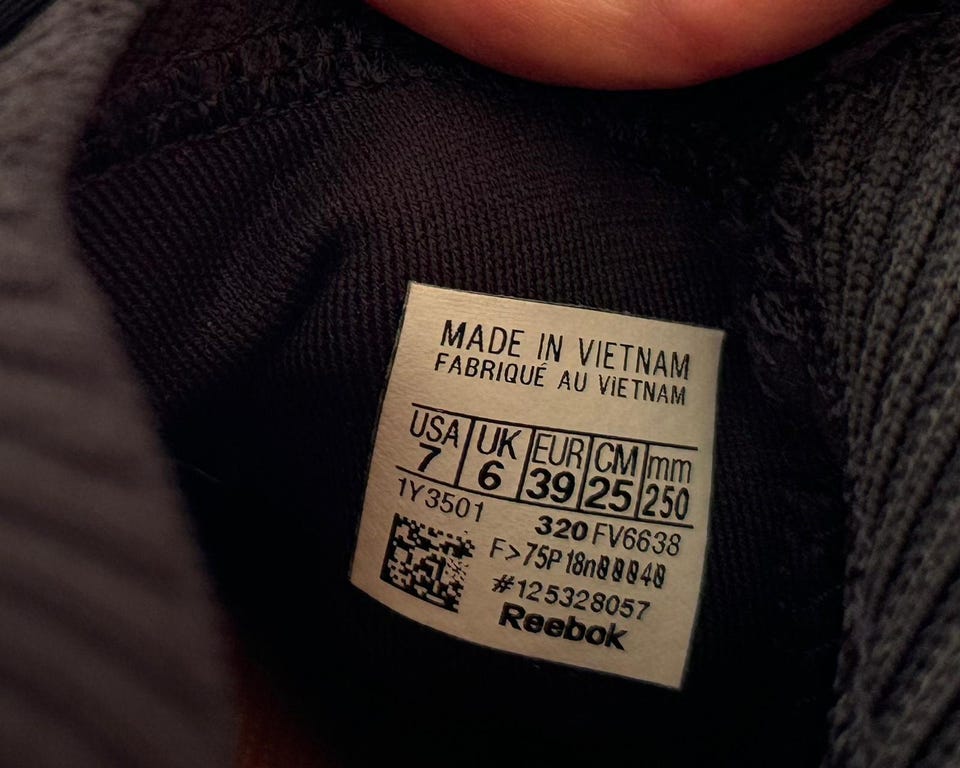 MADE IN VIETNAM
FABRIQUÉ AU VIETNAM
USA UK EUR CM mm
7 6 39 25 250
1Y3501 320 FV6638
F>75P18n00040
#125328057
Reebok